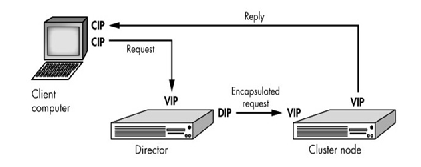 Reply
CIP
CIP
Request
Client
computer
VIP
DIP
Encapsulated
request
VIP
VIP
Director
Cluster node